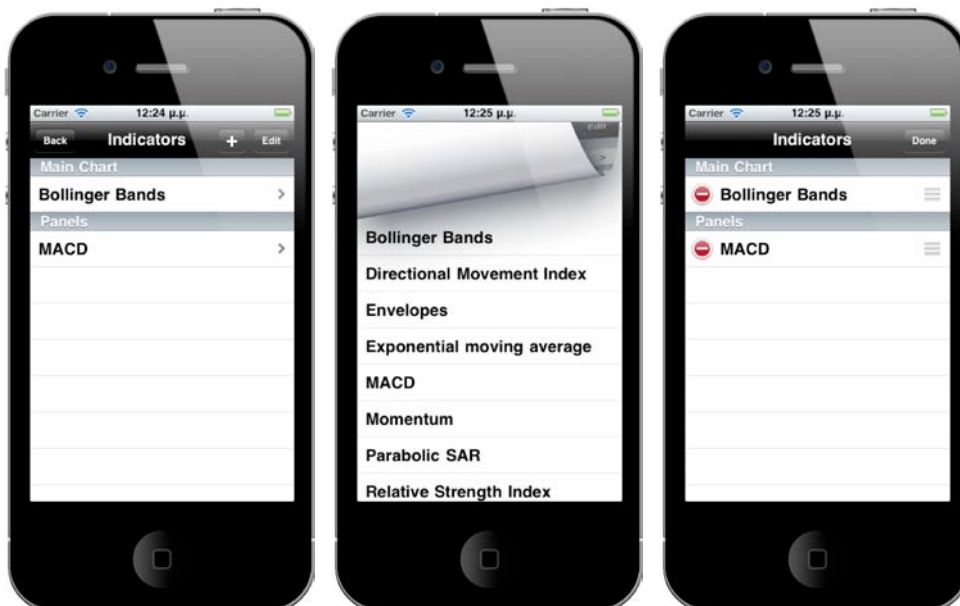 Carrier 12:24 μ.μ.
Back Indicators + Edit
Main Chart
Bollinger Bands
Panels
MACD
Carrier 12:25 μ.μ.
Edit
Bollinger Bands
Directional Movement Index
Envelopes
Exponential moving average
MACD
Momentum
Parabolic SAR
Relative Strength Index
Carrier 12:25 μ.μ.
Indicators Done
Main Chart
Bollinger Bands
Panels
MACD